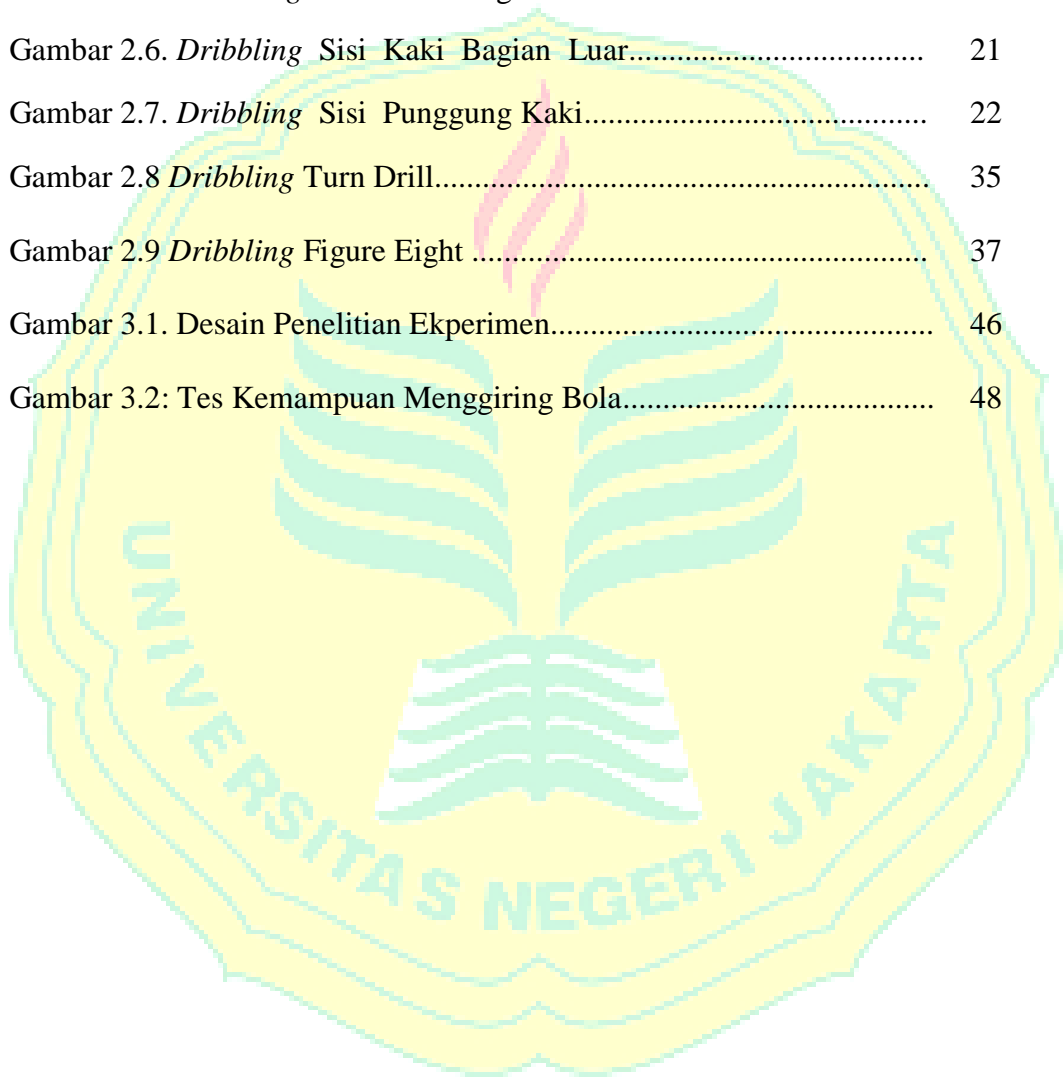 Gambar 2.6. Dribbling Sisi Kaki Bagian Luar..................................... 21
Gambar 2.7. Dribbling Sisi Punggung Kaki........................................... 22
Gambar 2.8 Dribbling Turn Drill.............................................................. 35
Gambar 2.9 Dribbling Figure Eight ......................................................... 37
Gambar 3.1. Desain Penelitian Ekperimen................................................ 46
Gambar 3.2: Tes Kemampuan Menggiring Bola....................................... 48
UNIVERSITAS NEGERI JAKARTA